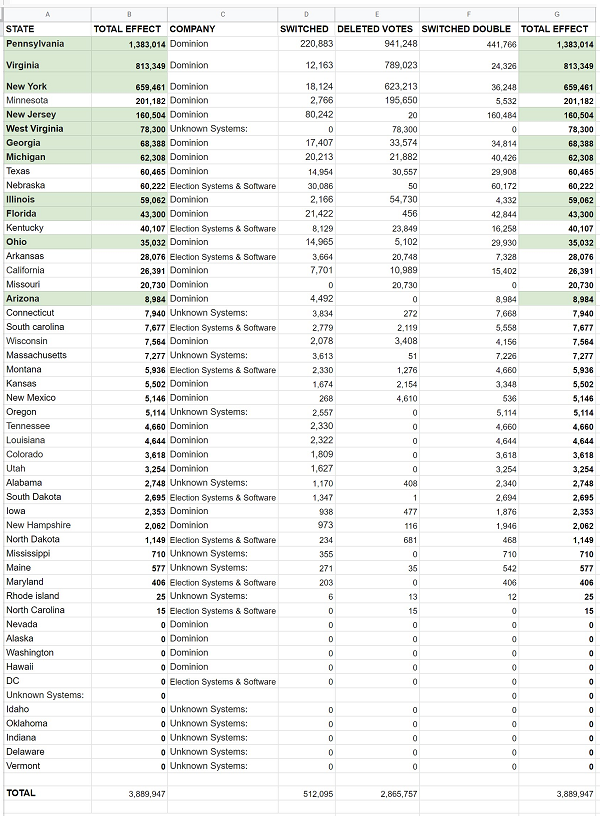 A B C D E F G
STATE TOTAL EFFECT COMPANY SWITCHED DELETED VOTES SWITCHED DOUBLE TOTAL EFFECT
Pennsylvania 1,383,014 Dominion 220,883 941,248 441,766 1,383,014
Virginia 813,349 Dominion 12,163 789,023 24,326 813,349
New York 659,461 Dominion 18,124 623,213 36,248 659,461
Minnesota 201,182 Dominion 2,766 195,650 5,532 201,182
New Jersey 160,504 Dominion 80,242 20 160,484 160,504
West Virginia 78,300 Unknown Systems: 0 78,300 0 78,300
Georgia 68,388 Dominion 17,407 33,574 34,814 68,388
Michigan 62,308 Dominion 20,213 21,882 40,426 62,308
Texas 60,465 Dominion 14,954 30,557 29,908 60,465
Nebraska 60,222 Election Systems & Software 30,086 50 60,172 60,222
Illinois 59,062 Dominion 2,166 54,730 4,332 59,062
Florida 43,300 Dominion 21,422 456 42,844 43,300
Kentucky 40,107 Election Systems & Software 8,129 23,849 16,258 40,107
Ohio 35,032 Dominion 14,965 5,102 29,930 35,032
Arkansas 28,076 Election Systems & Software 3,664 20,748 7,328 28,076
California 26,391 Dominion 7,701 10,989 15,402 26,391
Missouri 20,730 Dominion 0 20,730 0 20,730
Arizona 8,984 Dominion 4,492 0 8,984 8,984
Connecticut 7,940 Unknown Systems: 3,834 272 7,668 7,940
South carolina 7,677 Election Systems & Software 2,779 2,119 5,558 7,677
Wisconsin 7,564 Dominion 2,078 3,408 4,156 7,564
Massachusetts 7,277 Unknown Systems: 3,613 51 7,226 7,277
Montana 5,936 Election Systems & Software 2,330 1,276 4,660 5,936
Kansas 5,502 Dominion 1,674 2,154 3,348 5,502
New Mexico 5,146 Dominion 268 4,610 536 5,146
Oregon 5,114 Unknown Systems: 2,557 0 5,114 5,114
Tennessee 4,660 Dominion 2,330 0 4,660 4,660
Louisiana 4,644 Dominion 2,322 0 4,644 4,644
Colorado 3,618 Dominion 1,809 0 3,618 3,618
Utah 3,254 Dominion 1,627 0 3,254 3,254
Alabama 2,748 Unknown Systems: 1,170 408 2,340 2,748
South Dakota 2,695 Election Systems & Software 1,347 1 2,694 2,695
Iowa 2,353 Dominion 938 477 1,876 2,353
New Hampshire 2,062 Dominion 973 116 1,946 2,062
North Dakota 1,149 Election Systems & Software 234 681 468 1,149
Mississippi 710 Unknown Systems: 355 0 710 710
Maine 577 Unknown Systems: 271 35 542 577
Maryland 406 Election Systems & Software 203 0 406 406
Rhode island 25 Unknown Systems: 6 13 12 25
North Carolina 15 Election Systems & Software 0 15 0 15
Nevada 0 Dominion 0 0 0 0
Alaska 0 Dominion 0 0 0 0
Washington 0 Dominion 0 0 0 0
Hawaii 0 Dominion 0 0 0 0
DC 0 Election Systems & Software 0 0 0 0
Unknown Systems: 0 0 0
Idaho 0 Unknown Systems: 0 0 0 0
Oklahoma 0 Unknown Systems: 0 0 0 0
Indiana 0 Unknown Systems: 0 0 0 0
Delaware 0 Unknown Systems: 0 0 0 0
Vermont 0 Unknown Systems: 0 0 0 0
TOTAL 3,889,947 512,095 2,865,757 3,889,947